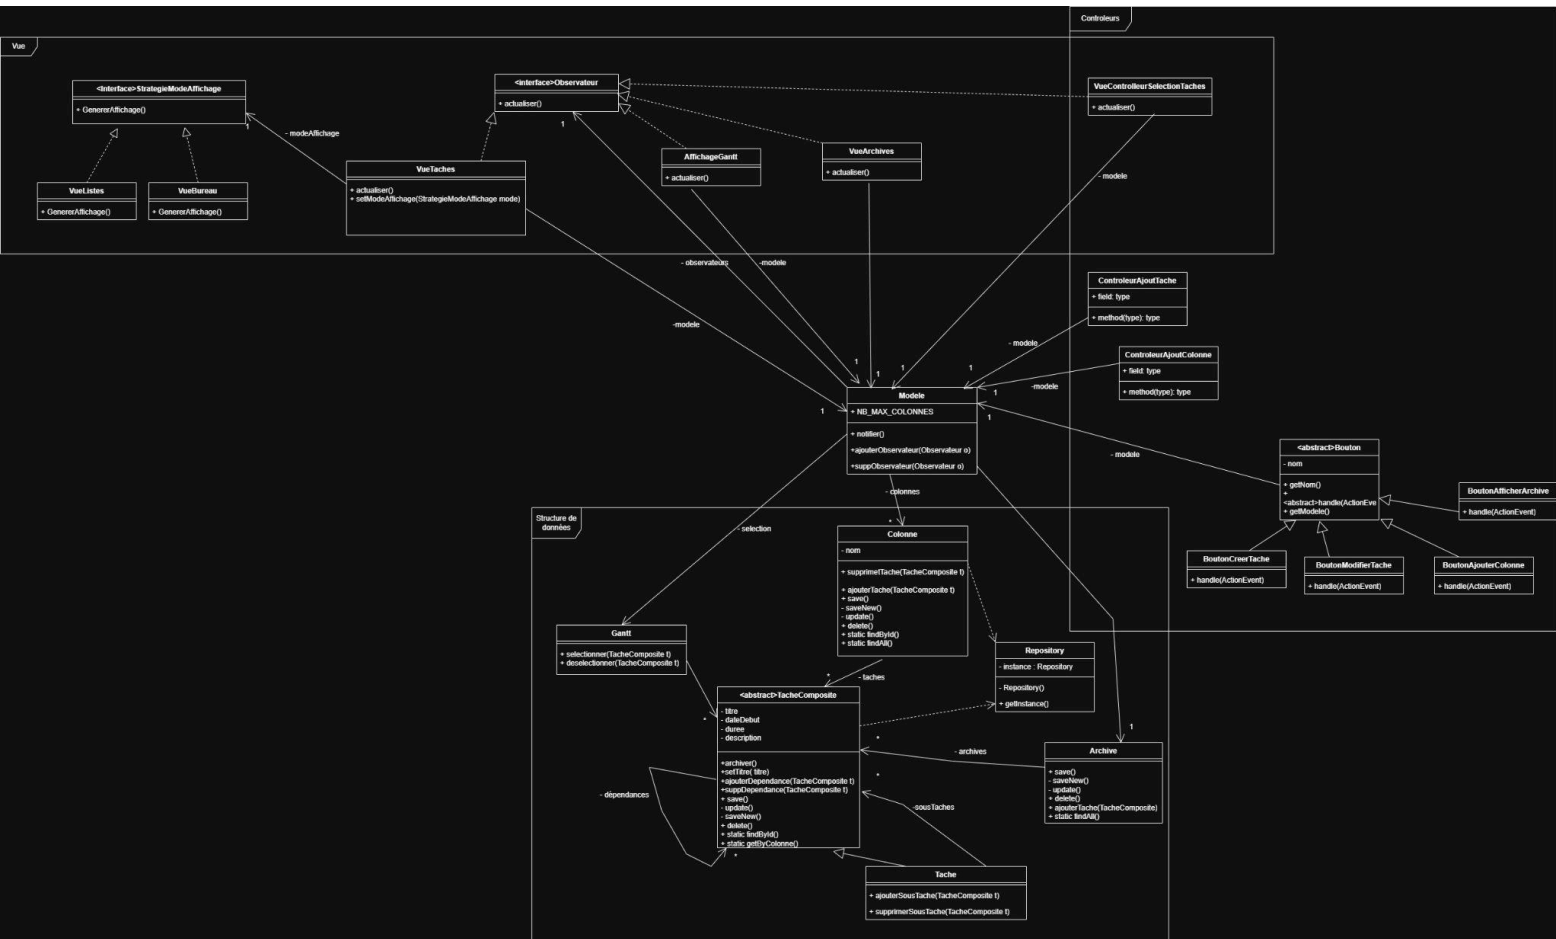 Controleurs
Vue
<Interface>StrategieModeAffichage
+ GenererAffichage()
- modeAffichage
1
VueListes
+ GenererAffichage()
VueBureau
+ GenererAffichage()
<interface>Observateur
+ actualiser()
1
VueTaches
+ actualiser()
+ setModeAffichage(StrategieModeAffichage mode)
AffichageGantt
+ actualiser()
VueArchives
+ actualiser()
VueControlleurSelectionTaches
+ actualiser()
- modele
- observateurs
-modele
-modele
ControleurAjoutTache
+ field: type
+ method(type): type
- modele
ControleurAjoutColonne
+ field: type
+ method(type): type
-modele
1
1
1
1
1
1
1
Modele
+ NB_MAX_COLONNES
+ notifier()
+ajouterObservateur(Observateur o)
+suppObservateur(Observateur o)
- modele
<abstract>Bouton
- nom
+ getNom()
+
<abstract>handle(ActionEve
+ getModele()
BoutonAfficherArchive
+ handle(ActionEvent)
BoutonCreerTache
+ handle(ActionEvent)
BoutonModifierTache
+ handle(ActionEvent)
BoutonAjouterColonne
+ handle(ActionEvent)
Structure de
données
- selection
- colonnes
*
Colonne
- nom
+ supprimetTache(TacheComposite t)
+ ajouterTache(TacheComposite t)
+ save()
- saveNew()
- update()
+ delete()
+ static findById()
+ static findAll()
Gantt
+ selectionner(TacheComposite t)
+ deselectionner(TacheComposite t)
*
Repository
- instance : Repository
- Repository()
+ getInstance()
*
- taches
<abstract>TacheComposite
- titre
- dateDebut
- duree
- description
+archiver()
+setTitre( titre)
+ajouterDependance(TacheComposite t)
+suppDependance(TacheComposite t)
+ save()
- update()
- saveNew()
+ delete()
+ static findById()
+ static getByColonne()
- dépendances
*
*
- archives
1
Archive
+ save()
- saveNew()
- update()
+ delete()
+ ajouterTache(TacheComposite)
+ static findAll()
*
-sousTaches
Tache
+ ajouterSousTache(TacheComposite t)
+ supprimerSousTache(TacheComposite t)